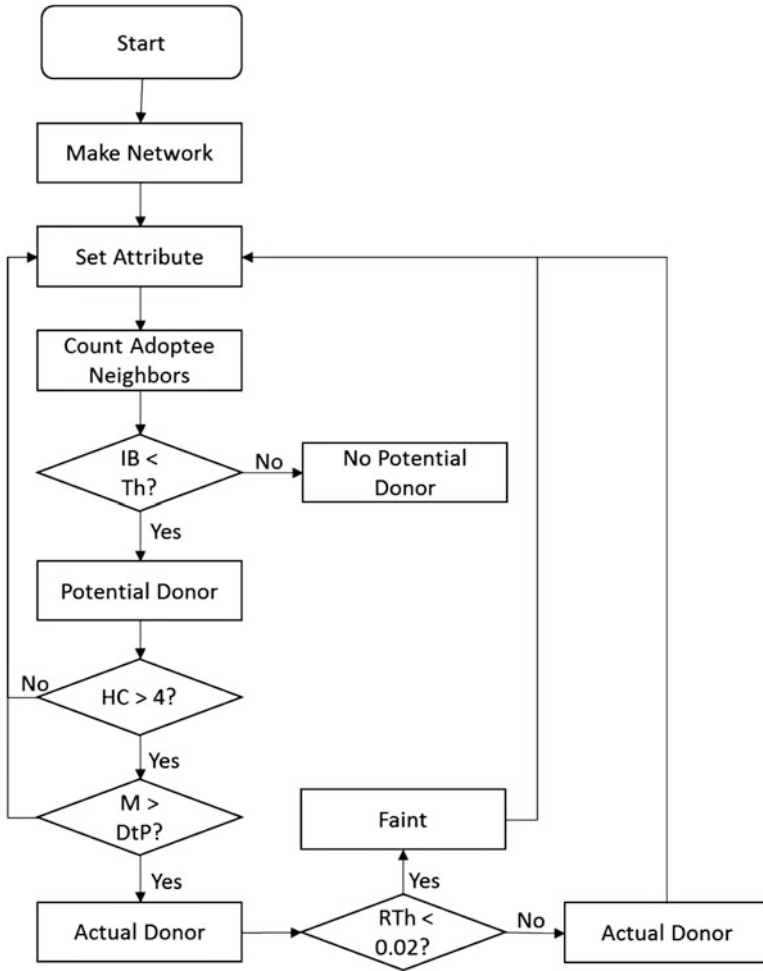 Start
Make Network
Set Attribute
Count Adoptee
Neighbors
IB <
Th?
No
No Potential
Donor
Yes
Potential Donor
No
HC > 4?
Yes
M >
DtP?
Faint
Yes
Yes
Actual Donor
RTh <
0.02?
No
Actual Donor